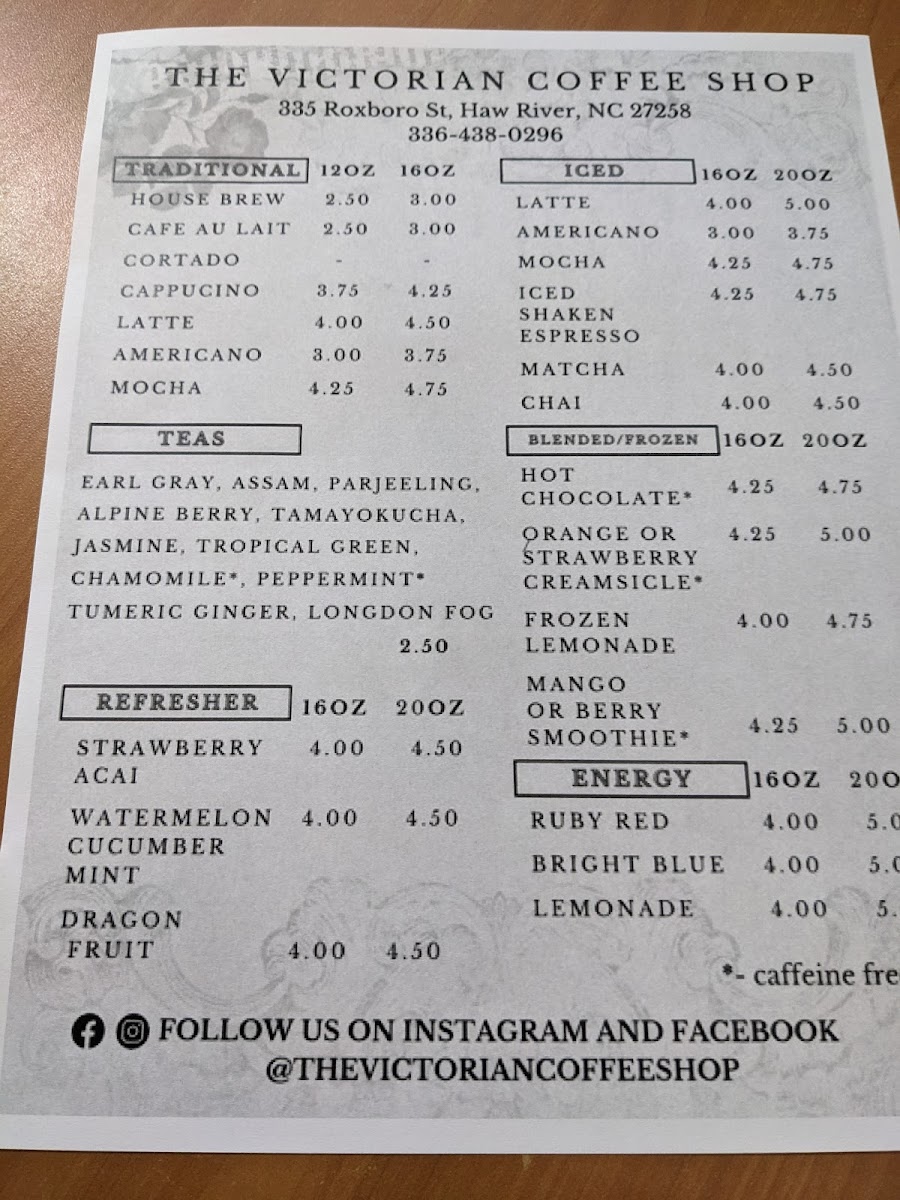 THE VICTORIAN COFFEE SHOP
335 Roxboro St, Haw River, NC 27258
336-438-0296
TRADITIONAL 12OZ 16OZ
HOUSE BREW 2.50 3.00
CAFE AU LAIT 2.50 3.00
CORTADO - -
CAPPUCINO 3.75 4.25
LATTE 4.00 4.50
AMERICANO 3.00 3.75
MOCHA 4.25 4.75
TEAS
EARL GRAY, ASSAM, PARJEELING,
ALPINE BERRY, TAMAYOKUCHA,
JASMINE, TROPICAL GREEN,
CHAMOMILE*, PEPPERMINT*
TUMERIC GINGER, LONGDON FOG
2.50
REFRESHER 16OZ 20OZ
STRAWBERRY 4.00 4.50
ACAI
WATERMELON 4.00 4.50
CUCUMBER
MINT
DRAGON
FRUIT 4.00 4.50
ICED 16OZ 20OZ
LATTE 4.00 5.00
AMERICANO 3.00 3.75
MOCHA 4.25 4.75
ICED 4.25 4.75
SHAKEN
ESPRESSO
MATCHA 4.00 4.50
CHAI 4.00 4.50
BLENDED/FROZEN 16OZ 20OZ
HOT
CHOCOLATE* 4.25 4.75
ORANGE OR 4.25 5.00
STRAWBERRY
CREAMSICLE*
FROZEN 4.00 4.75
LEMONADE
MANGO
OR BERRY
SMOOTHIE* 4.25 5.00
ENERGY 16OZ 20O
RUBY RED 4.00 5.0
BRIGHT BLUE 4.00 5.0
LEMONADE 4.00 5.
*- caffeine fre
FOLLOW US ON INSTAGRAM AND FACEBOOK
@THEVICTORIANCOFFEESHOP